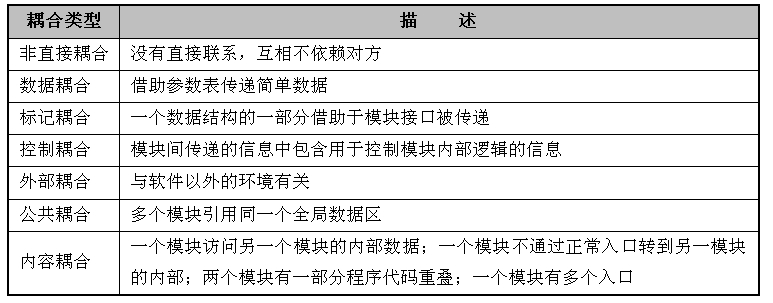 耦合类型 描 述
非直接耦合 没有直接联系，互相不依赖对方
数据耦合 借助参数表传递简单数据
标记耦合 一个数据结构的一部分借助于模块接口被传递
控制耦合 模块间传递的信息中包含用于控制模块内部逻辑的信息
外部耦合 与软件以外的环境有关
公共耦合 多个模块引用同一个全局数据区
内容耦合 一个模块访问另一个模块的内部数据；一个模块不通过正常入口转到另一模块
的内部；两个模块有一部分程序代码重叠；一个模块有多个入口